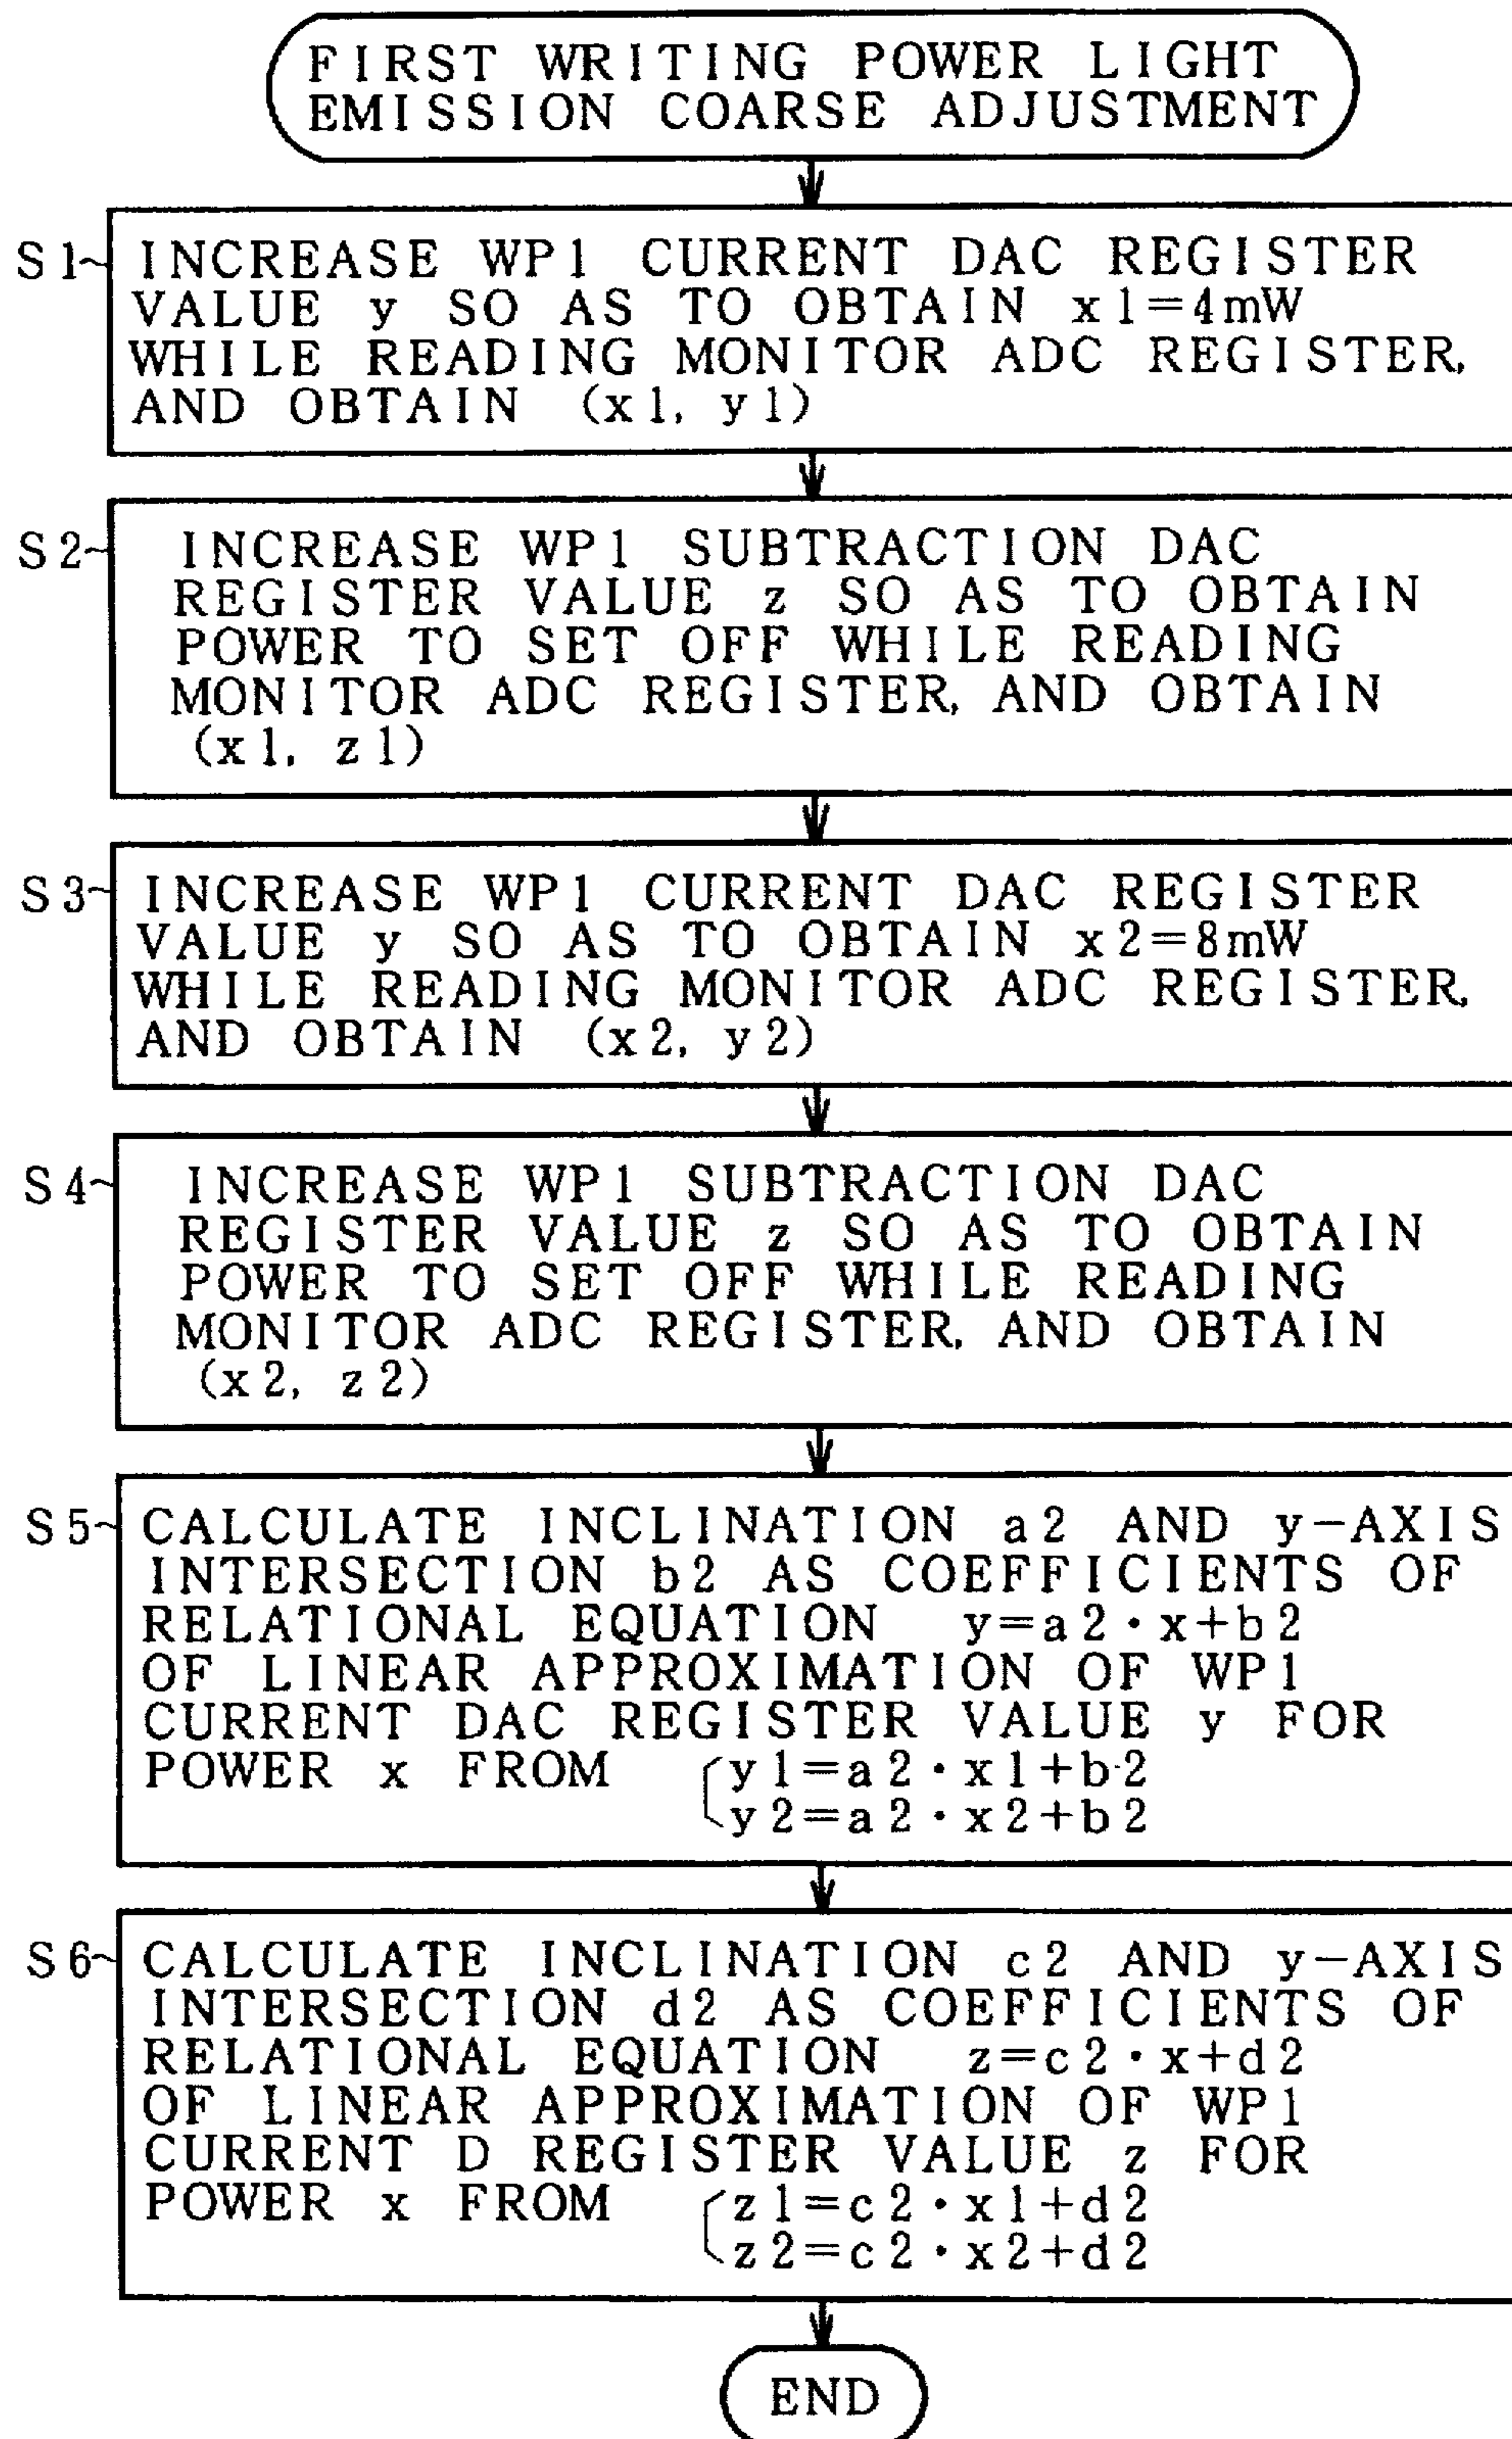 FIRST WRITING POWER LIGHT
EMISSION COARSE ADJUSTMENT
S1
INCREASE WP1 CURRENT DAC REGISTER
VALUE y SO AS TO OBTAIN x1=4mW
WHILE READING MONITOR ADC REGISTER,
AND OBTAIN (x1, y1)
S2
INCREASE WP1 SUBTRACTION DAC
REGISTER VALUE z SO AS TO OBTAIN
POWER TO SET OFF WHILE READING
MONITOR ADC REGISTER, AND OBTAIN
(x1, z1)
S3
INCREASE WP1 CURRENT DAC REGISTER
VALUE y SO AS TO OBTAIN x2=8mW
WHILE READING MONITOR ADC REGISTER,
AND OBTAIN (x2, y2)
S4
INCREASE WP1 SUBTRACTION DAC
REGISTER VALUE z SO AS TO OBTAIN
POWER TO SET OFF WHILE READING
MONITOR ADC REGISTER, AND OBTAIN
(x2, z2)
S5
CALCULATE INCLINATION a2 AND y-AXIS
INTERSECTION b2 AS COEFFICIENTS OF
RELATIONAL EQUATION y=a2・x+b2
OF LINEAR APPROXIMATION OF WP1
CURRENT DAC REGISTER VALUE y FOR
POWER x FROM y1=a2・x1+b2
y2=a2・x2+b2
S6
CALCULATE INCLINATION c2 AND y-AXIS
INTERSECTION d2 AS COEFFICIENTS OF
RELATIONAL EQUATION z=c2・x+d2
OF LINEAR APPROXIMATION OF WP1
CURRENT D REGISTER VALUE z FOR
POWER x FROM z1=c2・x1+d2
z2=c2・x2+d2
END